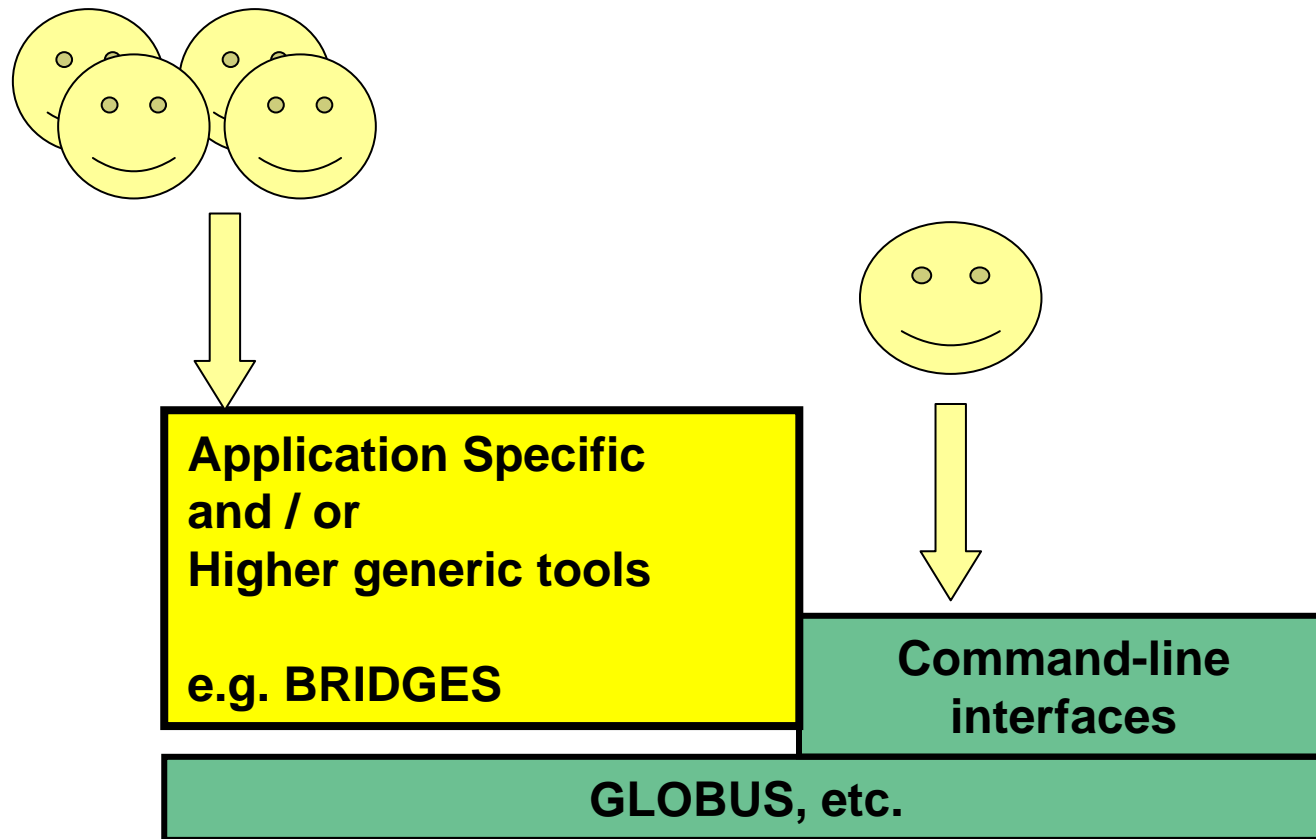 Application Specific
and / or
Higher generic tools
e.g. BRIDGES
Command-line
interfaces
GLOBUS, etc.